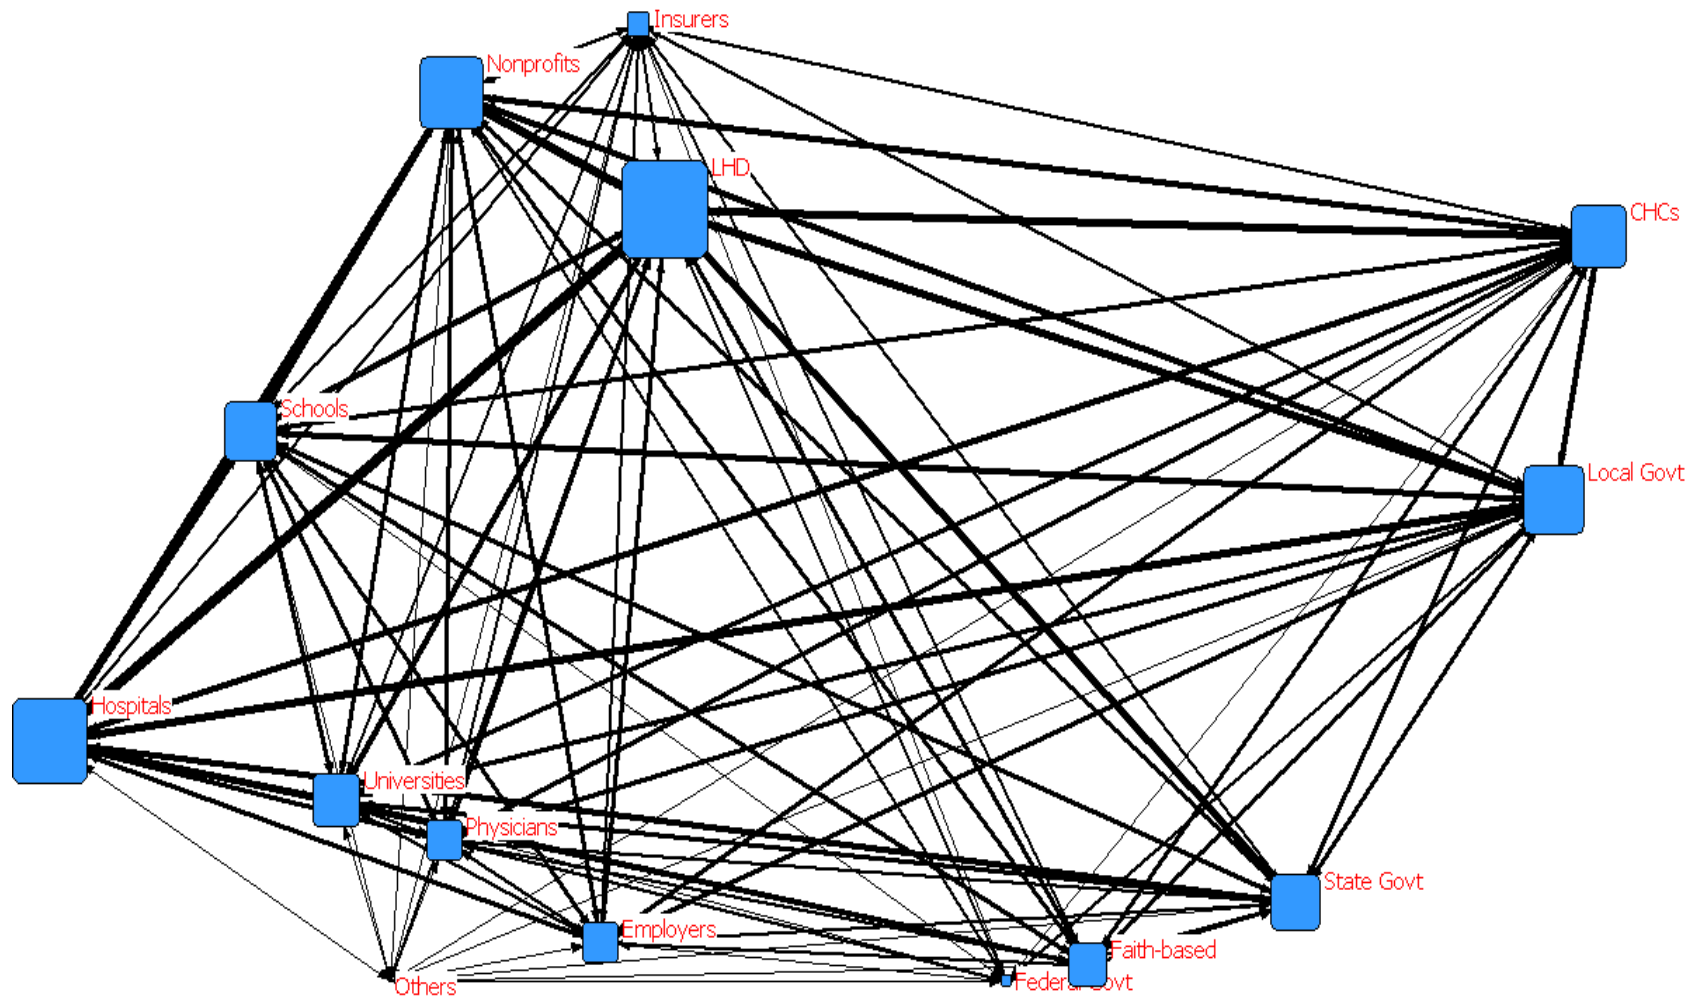 Insurers
Nonprofits
LHD
CHCs
Schools
Local Govt
Hospitals
Universities
Physicians
State Govt
Employers
Faith-based
Federal Govt
Others